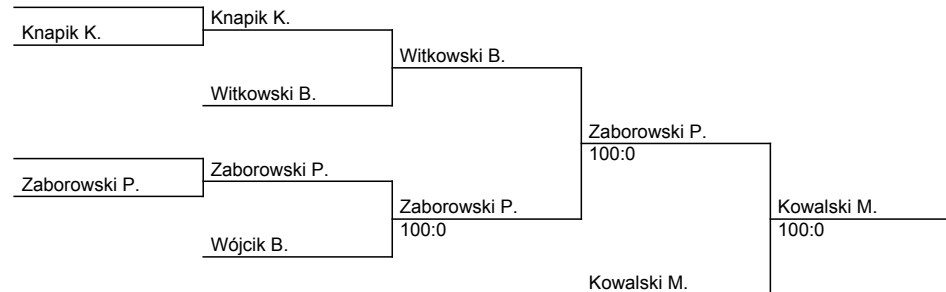 Knapik K.
Knapik K.
Witkowski B.
Witkowski B.
Zaborowski P.
100:0
Zaborowski P.
Zaborowski P.
Zaborowski P.
100:0
Kowalski M.
100:0
Wójcik B.
Kowalski M.